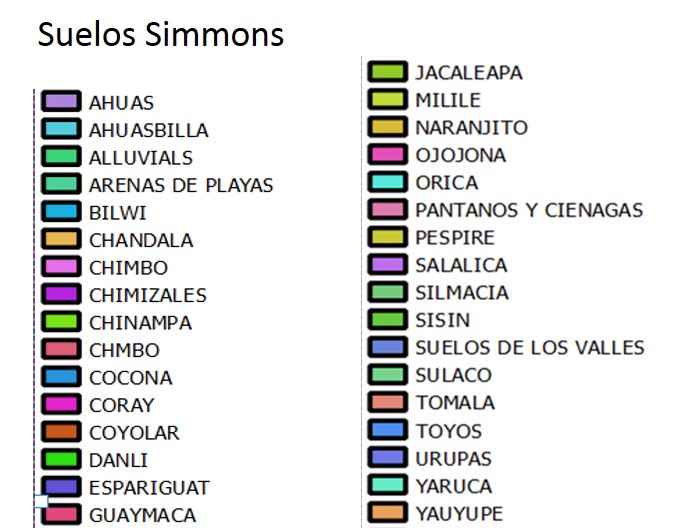 Suelos Simmons
AHUAS
AHUASBILLA
ALLUVIALS
ARENAS DE PLAYAS
BILWI
CHANDALA
CHIMBO
CHIMIZALES
CHINAMPA
CHMBO
COCONA
CORAY
COYOLAR
DANLI
ESPARIGUAT
GUAYMACA
JACALEAPA
MILILE
NARANJITO
OJOJONA
ORICA
PANTANOS Y CIENAGAS
PESPIRE
SALALICA
SILMACIA
SISIN
SUELOS DE LOS VALLES
SULACO
TOMALA
TOYOS
URUPAS
YARUCA
YAUYUPE